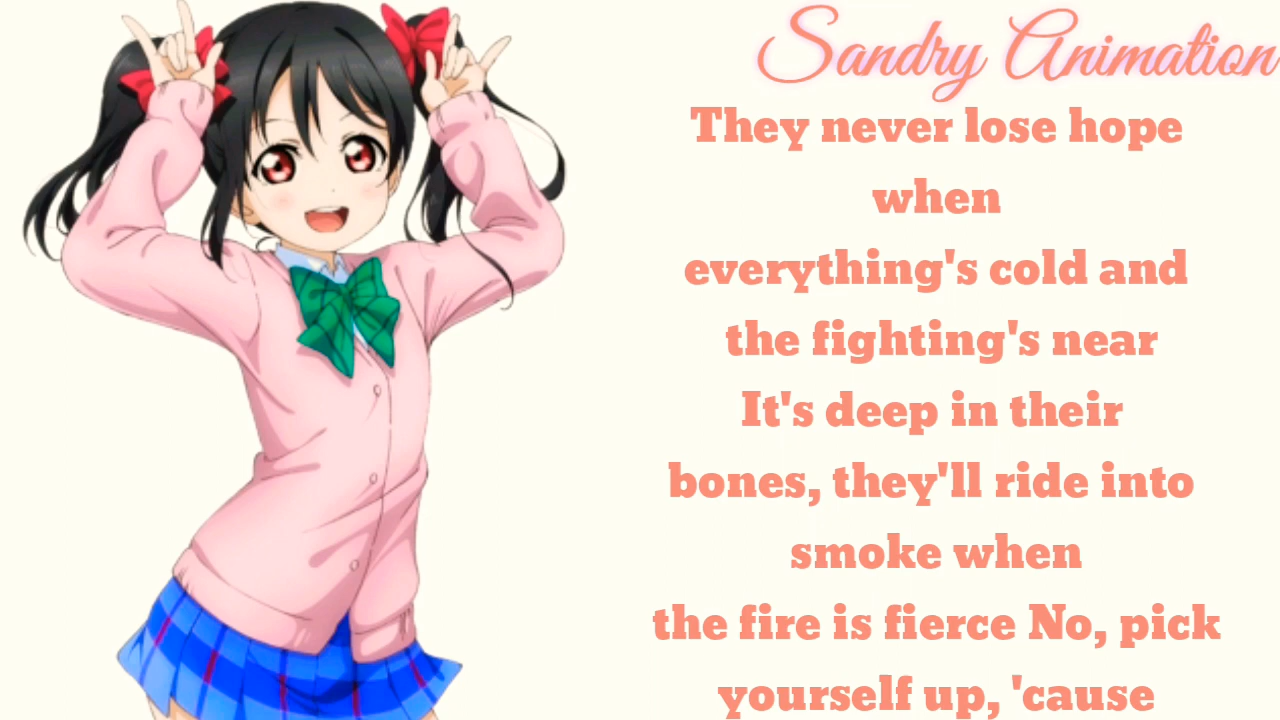 Sandry Animation
They never lose hope
when
everything's cold and
the fighting's near
It's deep in their
bones, they'll ride into
smoke when
the fire is fierce No, pick
yourself up, 'cause